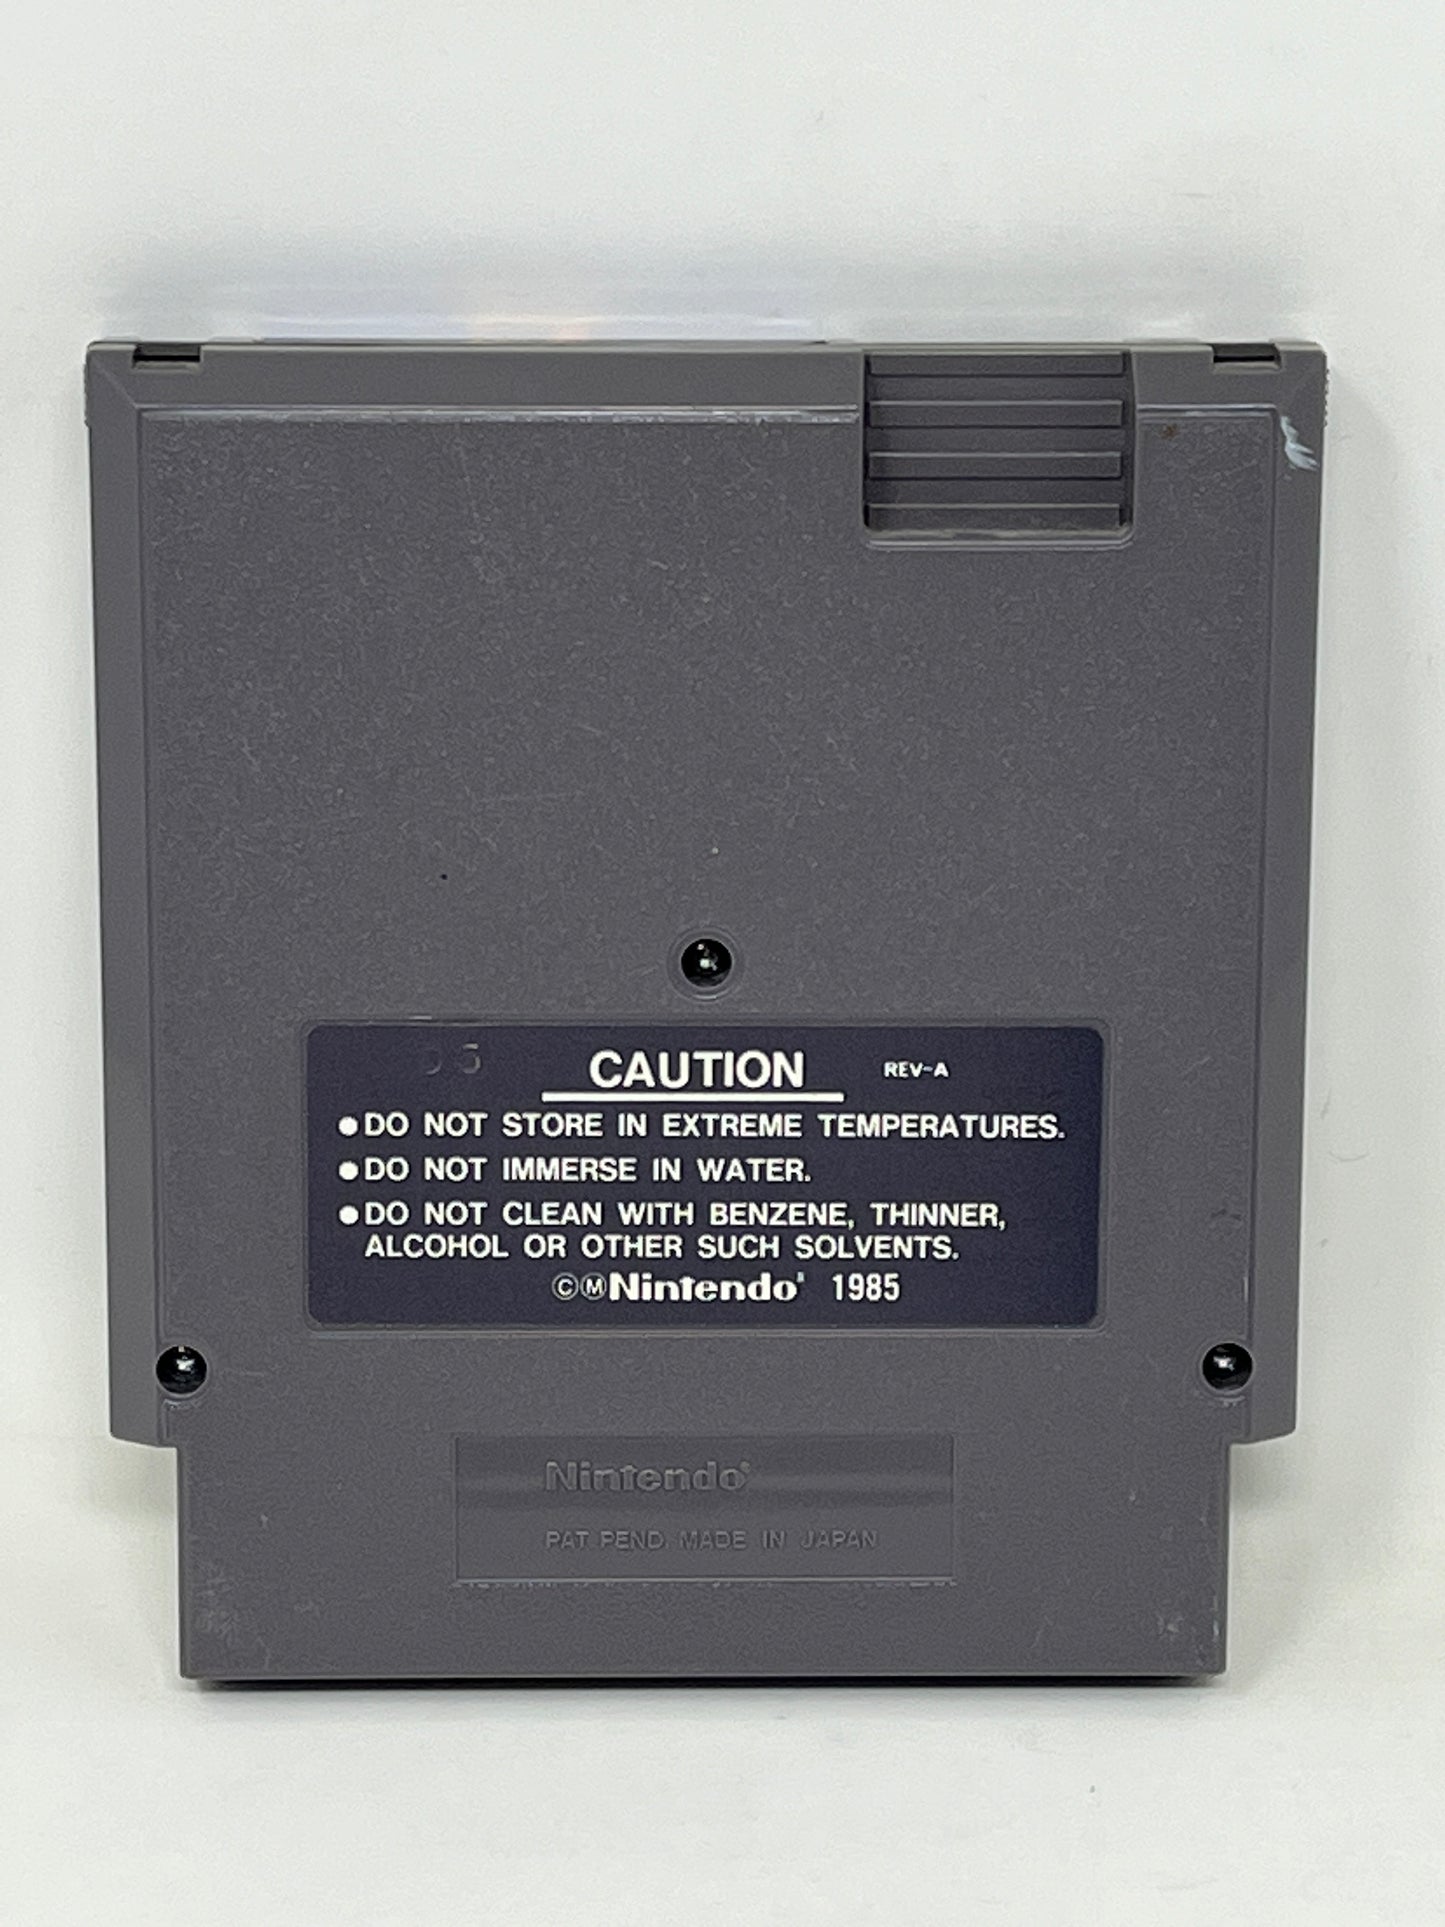 CAUTION REV-A
●DO NOT STORE IN EXTREME TEMPERATURES.
●DO NOT IMMERSE IN WATER.
●DO NOT CLEAN WITH BENZENE, THINNER,
ALCOHOL OR OTHER SUCH SOLVENTS.
©ⓂNintendo® 1985
Nintendo®
PAT. PEND. MADE IN JAPAN